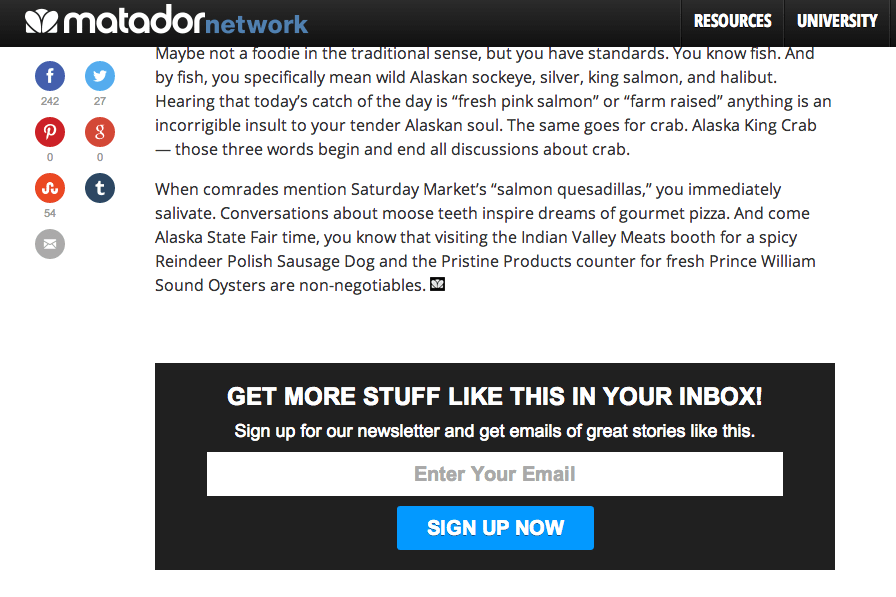 matadornetwork
RESOURCES
UNIVERSITY
Maybe not a foodie in the traditional sense, but you have standards. You know fish. And
by fish, you specifically mean wild Alaskan sockeye, silver, king salmon, and halibut.
Hearing that today’s catch of the day is “fresh pink salmon” or “farm raised” anything is an
incorrigible insult to your tender Alaskan soul. The same goes for crab. Alaska King Crab
— those three words begin and end all discussions about crab.
When comrades mention Saturday Market’s “salmon quesadillas,” you immediately
salivate. Conversations about moose teeth inspire dreams of gourmet pizza. And come
Alaska State Fair time, you know that visiting the Indian Valley Meats booth for a spicy
Reindeer Polish Sausage Dog and the Pristine Products counter for fresh Prince William
Sound Oysters are non-negotiables.
242
27
0
0
54
GET MORE STUFF LIKE THIS IN YOUR INBOX!
Sign up for our newsletter and get emails of great stories like this.
Enter Your Email
SIGN UP NOW